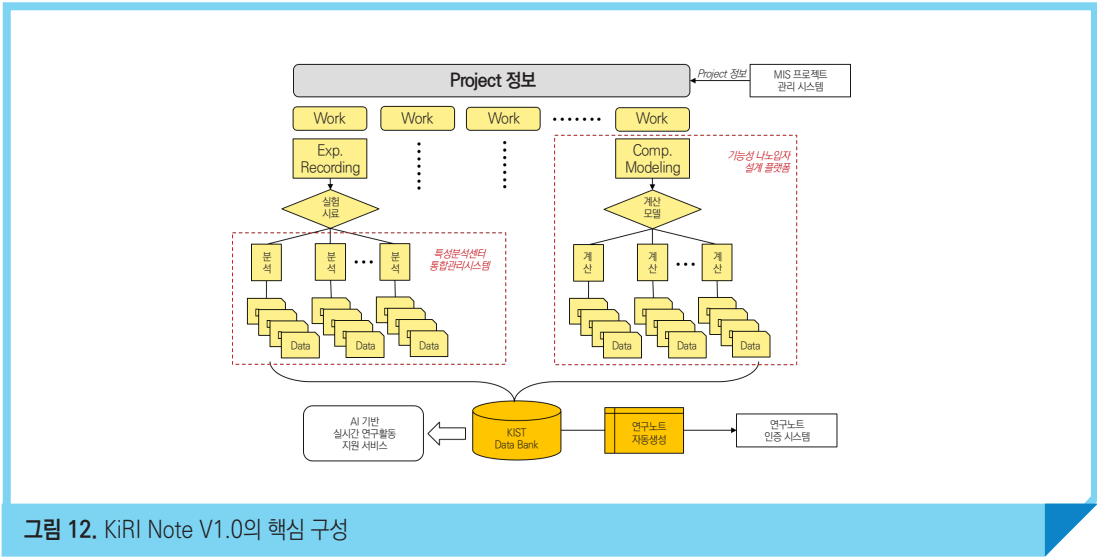 Project 정보
Project 정보
MIS 프로젝트
관리 시스템
Work
Work
Work
Work
Exp.
Recording
Comp.
Modeling
기능성 나노입자
설계 플랫폼
실험
시료
계산
모델
분
석
분
석
분
석
특성분석센터
통합관리시스템
계
산
계
산
계
산
Data
Data
Data
Data
Data
Data
AI 기반
실시간 연구활동
지원 서비스
KIST
Data Bank
연구노트
자동생성
연구노트
인증 시스템
그림 12. KiRI Note V1.0의 핵심 구성